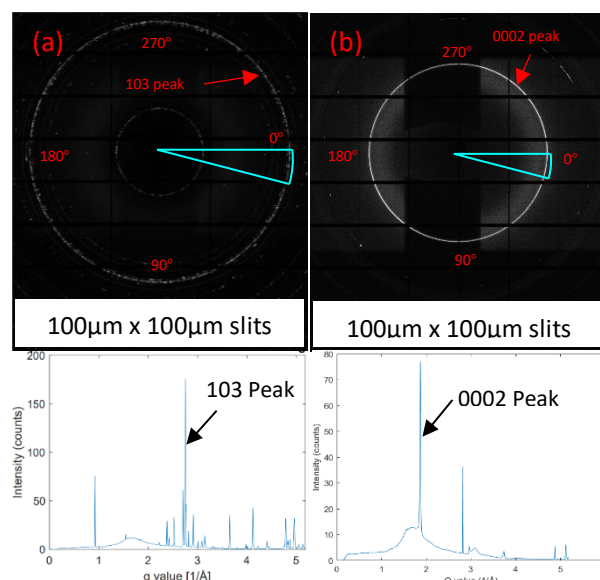 (a)
270°
103 peak
0°
180°
90°
100μm x 100μm slits
(b)
0002 peak
270°
0°
180°
90°
100μm x 100μm slits
200
150
100
50
0
Intensity (counts)
103 Peak
0 1 2 3 4 5
q value [1/Å]
80
70
60
50
40
30
20
10
0
Intensity (counts)
0002 Peak
0 1 2 3 4 5